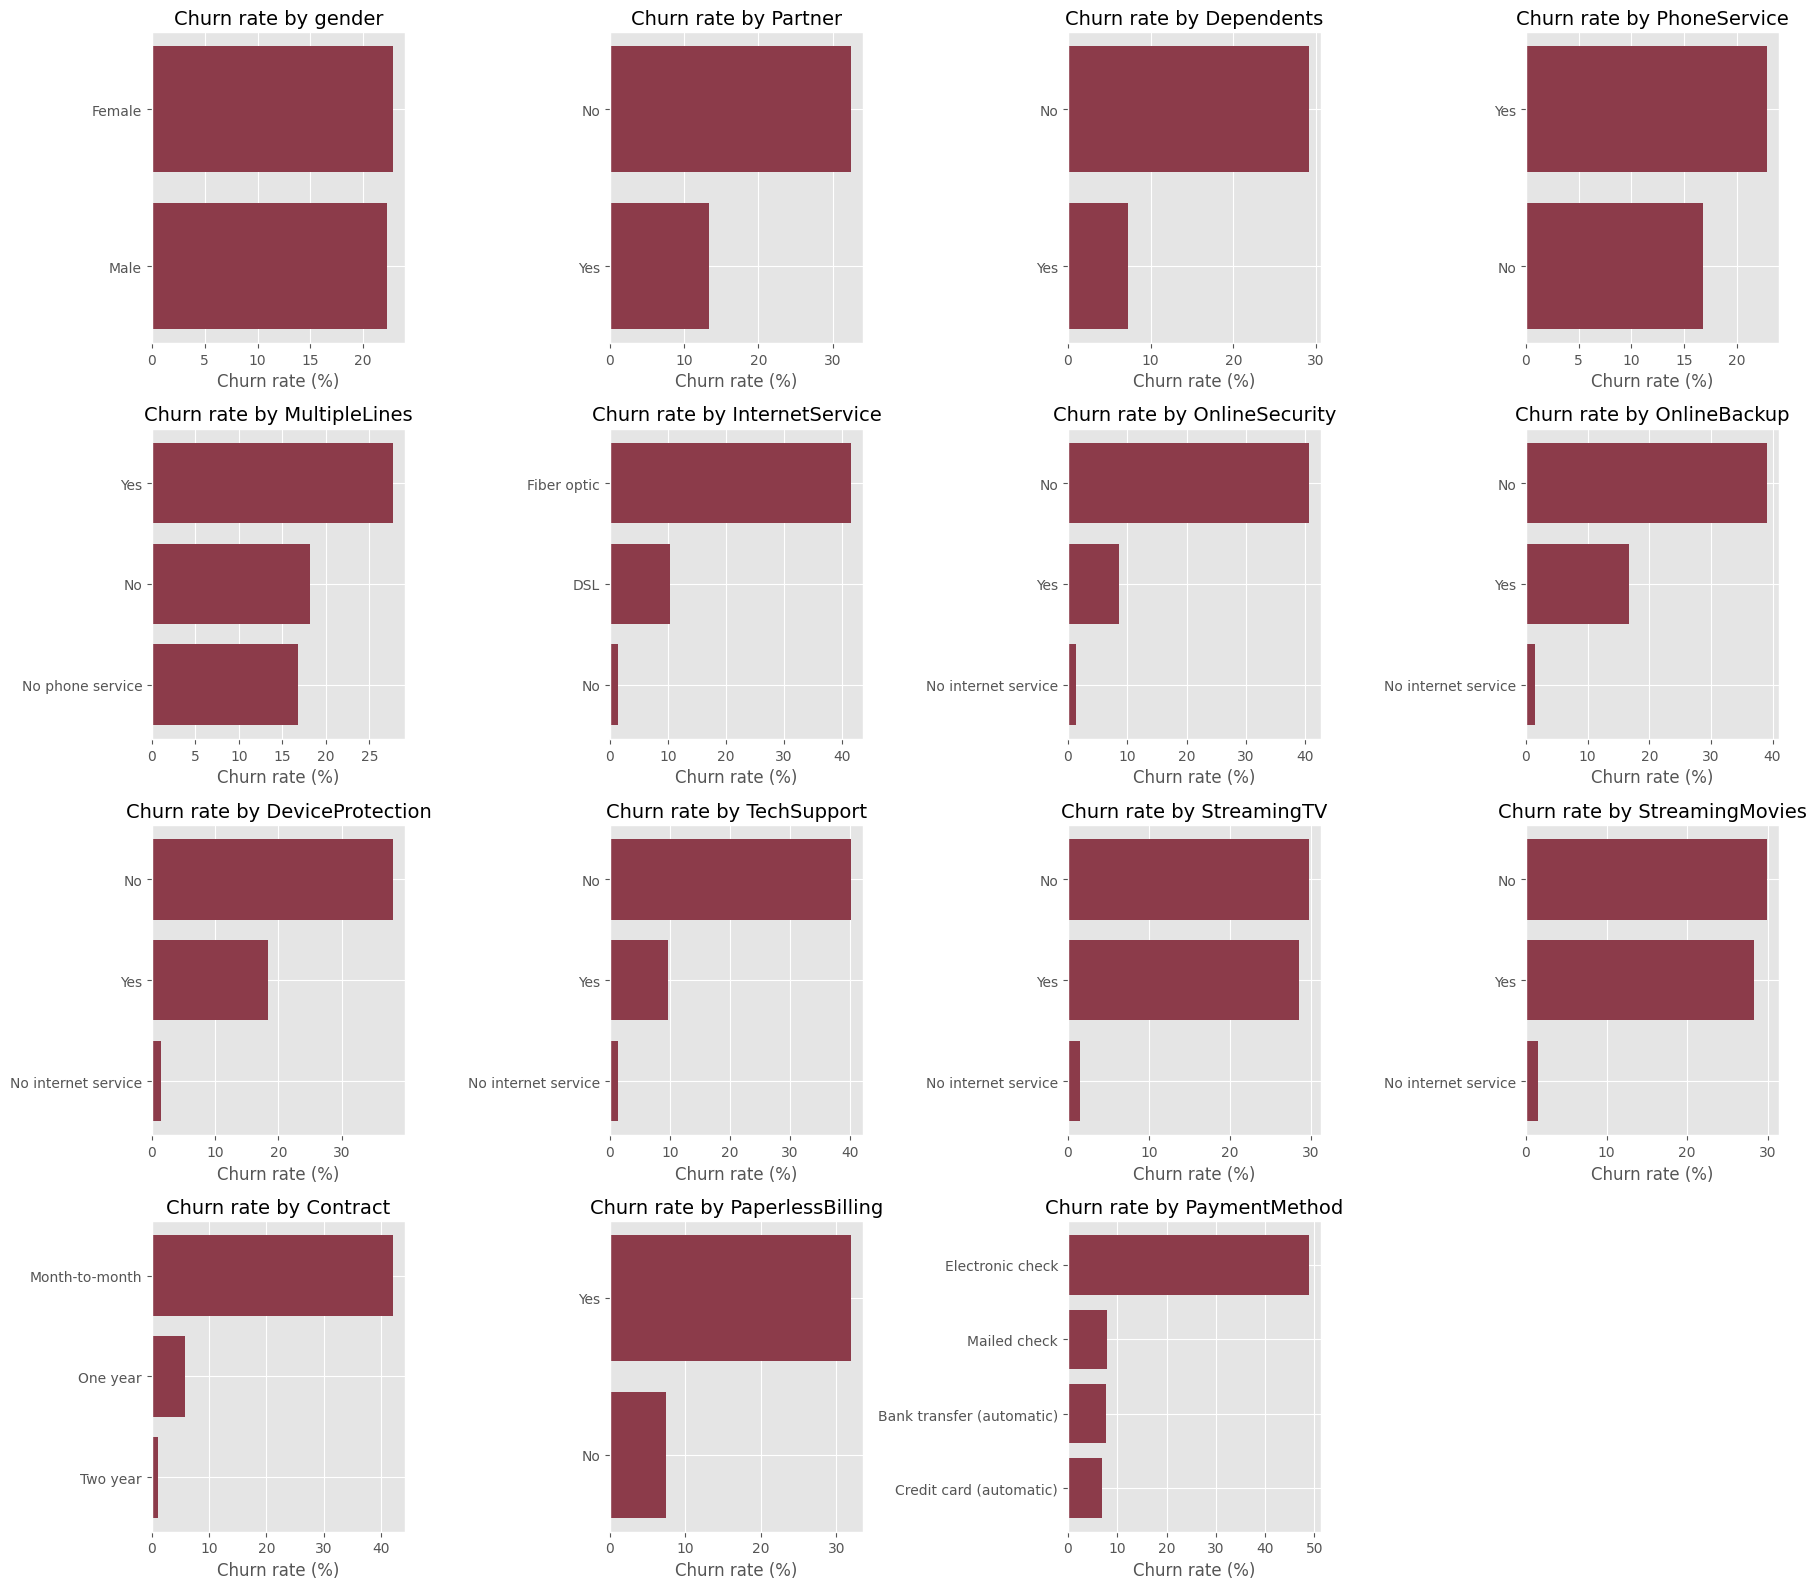 Churn rate by gender
Female
Male
0 5 10 15 20
Churn rate (%)
Churn rate by Partner
No
Yes
0 10 20 30
Churn rate (%)
Churn rate by Dependents
No
Yes
0 10 20 30
Churn rate (%)
Churn rate by PhoneService
Yes
No
0 5 10 15 20
Churn rate (%)
Churn rate by MultipleLines
Yes
No
No phone service
0 5 10 15 20 25
Churn rate (%)
Churn rate by InternetService
Fiber optic
DSL
No
0 10 20 30 40
Churn rate (%)
Churn rate by OnlineSecurity
No
Yes
No internet service
0 10 20 30 40
Churn rate (%)
Churn rate by OnlineBackup
No
Yes
No internet service
0 10 20 30 40
Churn rate (%)
Churn rate by DeviceProtection
No
Yes
No internet service
0 10 20 30
Churn rate (%)
Churn rate by TechSupport
No
Yes
No internet service
0 10 20 30 40
Churn rate (%)
Churn rate by StreamingTV
No
Yes
No internet service
0 10 20 30
Churn rate (%)
Churn rate by StreamingMovies
No
Yes
No internet service
0 10 20 30
Churn rate (%)
Churn rate by Contract
Month-to-month
One year
Two year
0 10 20 30 40
Churn rate (%)
Churn rate by PaperlessBilling
Yes
No
0 10 20 30
Churn rate (%)
Churn rate by PaymentMethod
Electronic check
Mailed check
Bank transfer (automatic)
Credit card (automatic)
0 10 20 30 40 50
Churn rate (%)